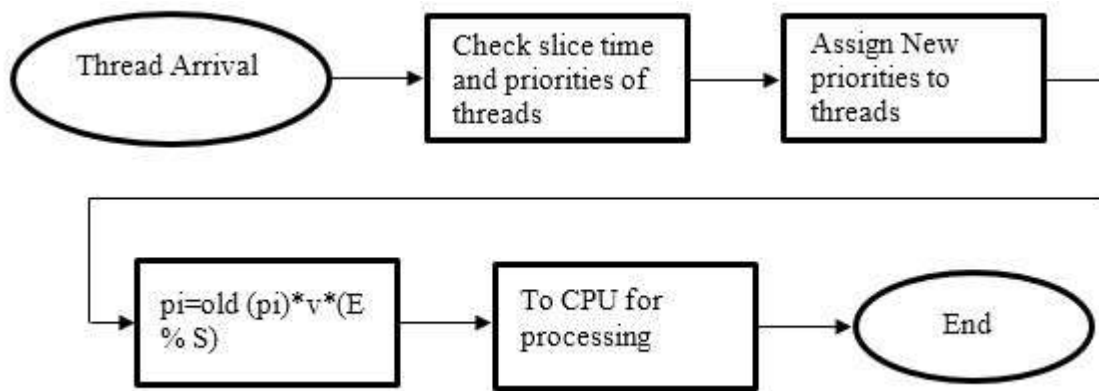 Thread Arrival
Check slice time
and priorities of
threads
Assign New
priorities to
threads
pi=old (pi)*v*(E
% S)
To CPU for
processing
End